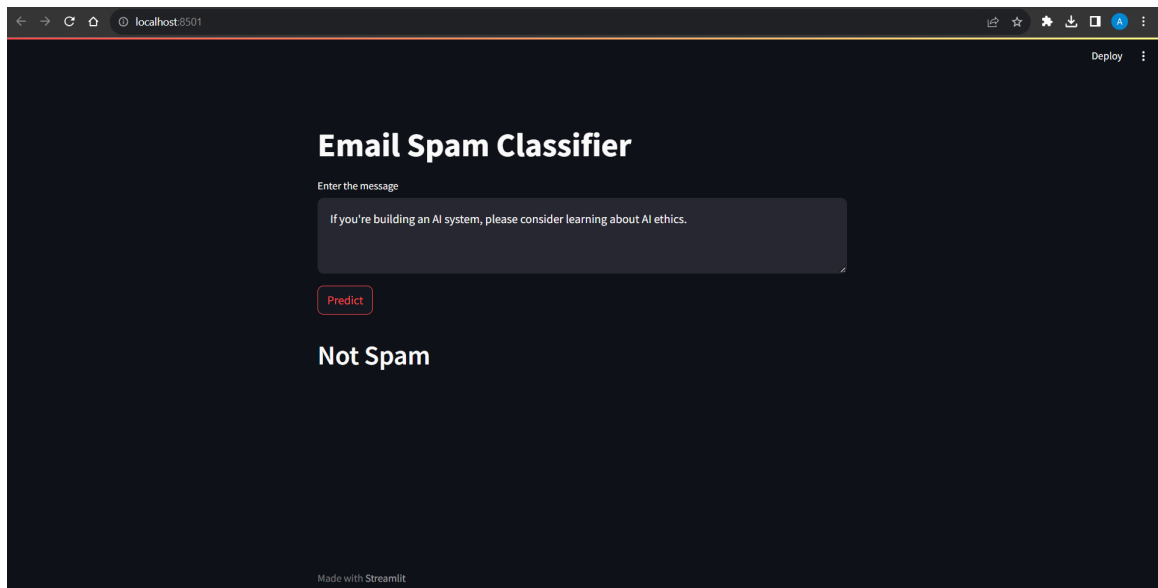 localhost:8501
A
Deploy
Email Spam Classifier
Enter the message
If you're building an AI system, please consider learning about AI ethics.
Predict
Not Spam
Made with Streamlit